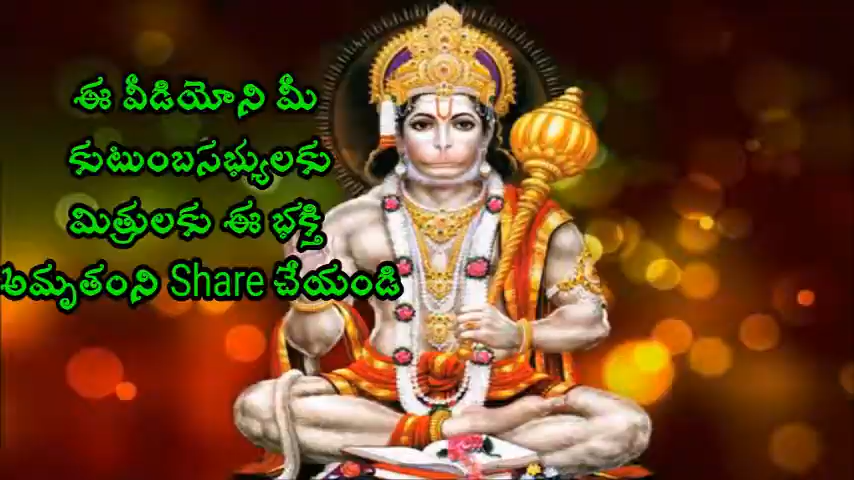 ఈ వీడియోని మీ
కుటుంబసభ్యులకు
మిత్రులకు ఈ భక్తి
అమృతంని Share చేయండి